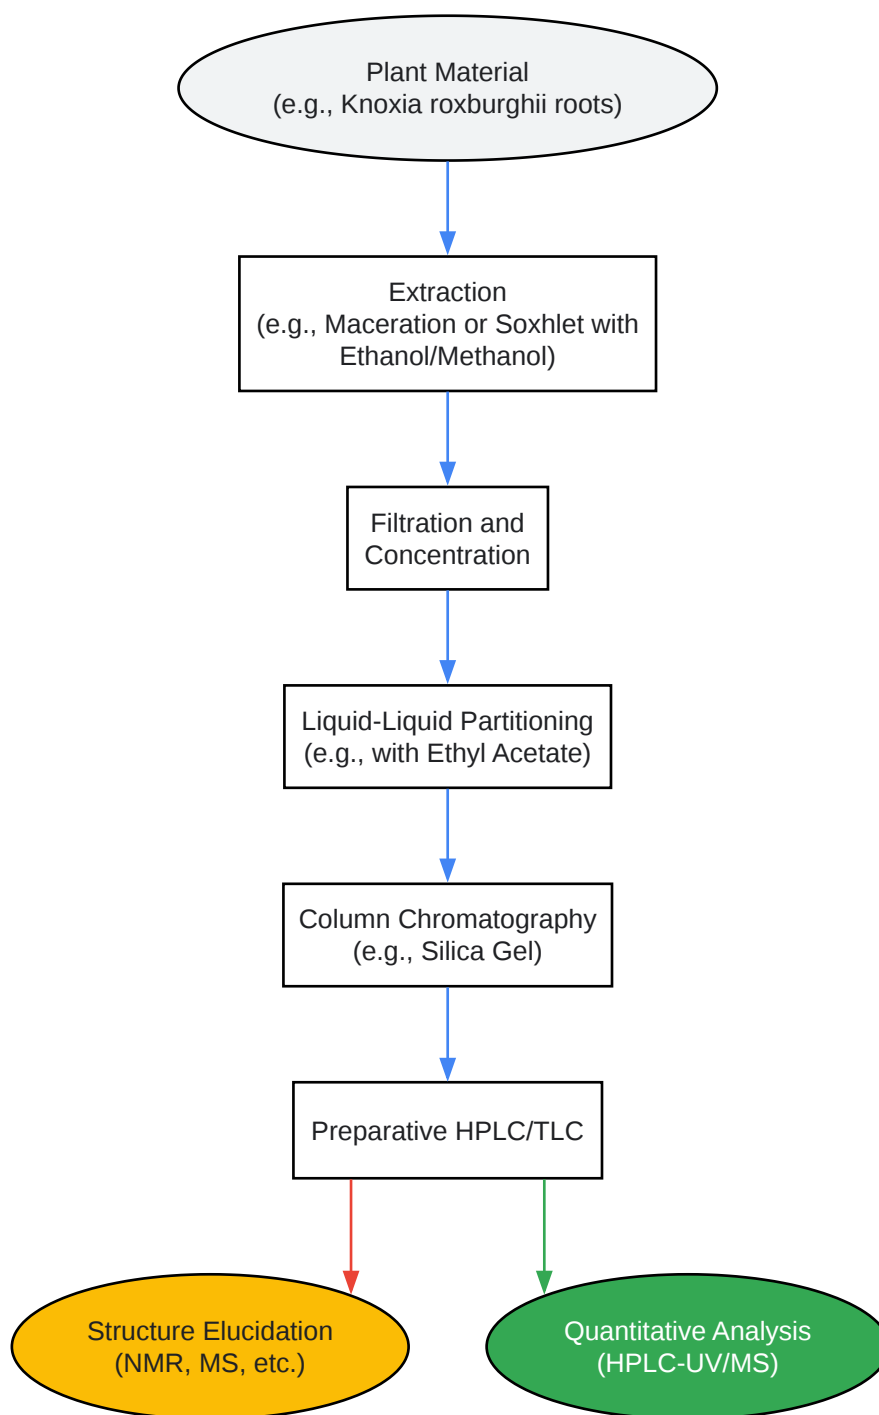 Plant Material
(e.g., Knoxia roxburghii roots)
Extraction
(e.g., Maceration or Soxhlet with
Ethanol/Methanol)
Filtration and
Concentration
Liquid-Liquid Partitioning
(e.g., with Ethyl Acetate)
Column Chromatography
(e.g., Silica Gel)
Preparative HPLC/TLC
Structure Elucidation
(NMR, MS, etc.)
Quantitative Analysis
(HPLC-UV/MS)